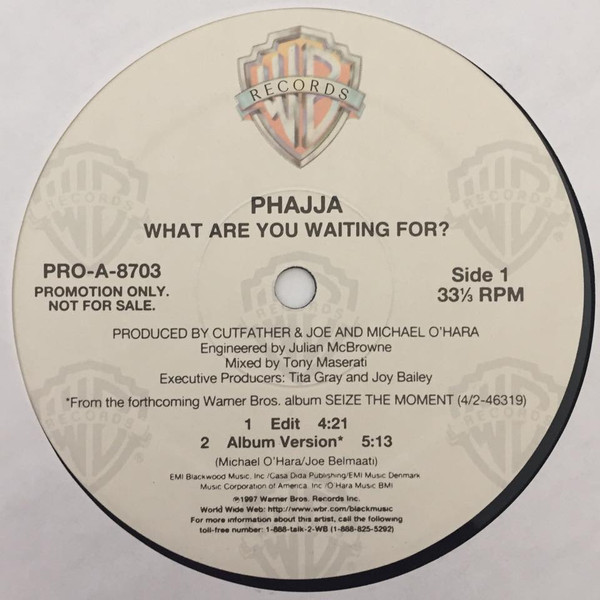 RECORDS
PHAJJA
WHAT ARE YOU WAITING FOR?
PRO-A-8703
PROMOTION ONLY.
NOT FOR SALE.
Side 1
33⅓ RPM
PRODUCED BY CUTFATHER & JOE AND MICHAEL O'HARA
Engineered by Julian McBrowne
Mixed by Tony Maserati
Executive Producers: Tita Gray and Joy Bailey
*From the forthcoming Warner Bros. album SEIZE THE MOMENT (4/2-46319)
1 Edit 4:21
2 Album Version* 5:13
(Michael O'Hara/Joe Belmaati)
EMI Blackwood Music, Inc./Casa Dida Publishing/EMI Music Denmark
Music Corporation of America, Inc./O'Hara Music BMI
℗1997 Warner Bros. Records Inc.
World Wide Web: http://www.wbr.com/blackmusic
For more information about this artist, call the following
toll-free number: 1-888-talk-2-WB (1-888-825-5292)